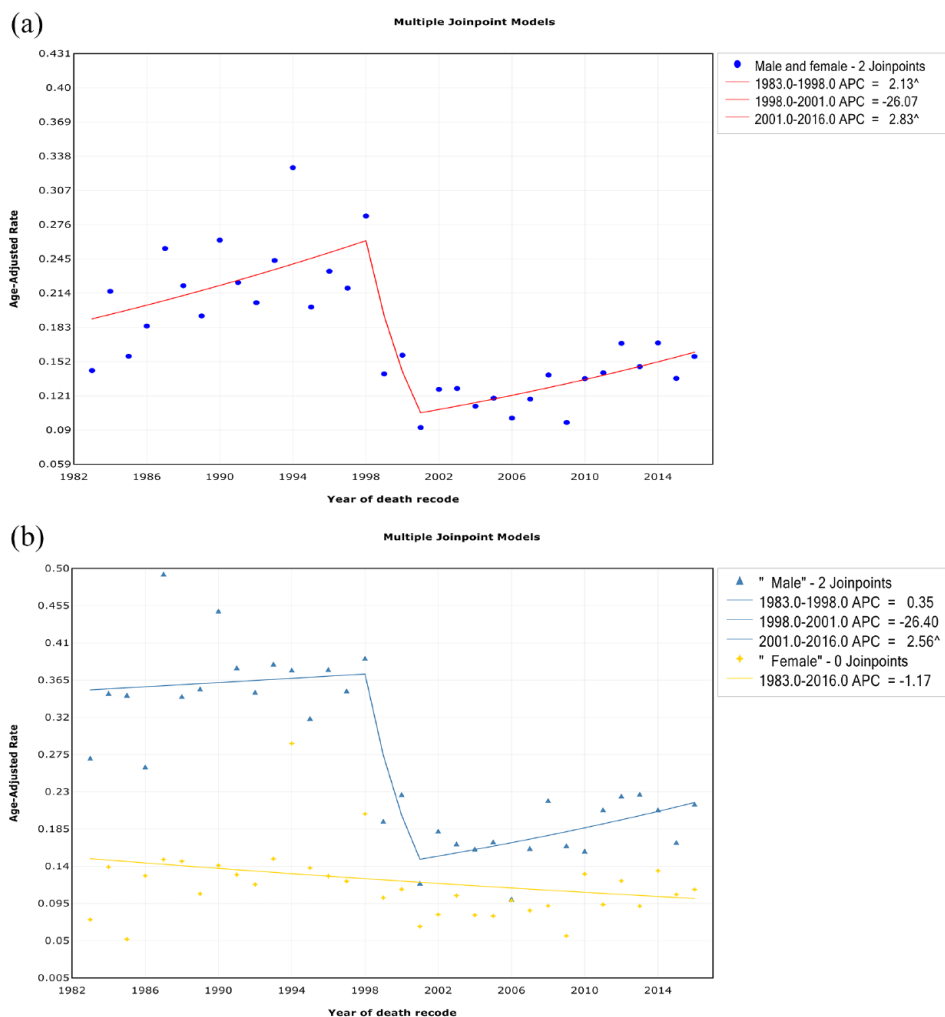 (a)
Multiple Joinpoint Models
0.431
0.40
0.369
0.338
0.307
0.276
0.245
0.214
0.183
0.152
0.121
0.09
0.059
Age-Adjusted Rate
1982 1986 1990 1994 1998 2002 2006 2010 2014
Year of death recode
Male and female - 2 Joinpoints
1983.0-1998.0 APC = 2.13^
1998.0-2001.0 APC = -26.07
2001.0-2016.0 APC = 2.83^
(b)
Multiple Joinpoint Models
0.50
0.455
0.41
0.365
0.32
0.275
0.23
0.185
0.14
0.095
0.05
0.005
Age-Adjusted Rate
1982 1986 1990 1994 1998 2002 2006 2010 2014
Year of death recode
" Male" - 2 Joinpoints
1983.0-1998.0 APC = 0.35
1998.0-2001.0 APC = -26.40
2001.0-2016.0 APC = 2.56^
" Female" - 0 Joinpoints
1983.0-2016.0 APC = -1.17